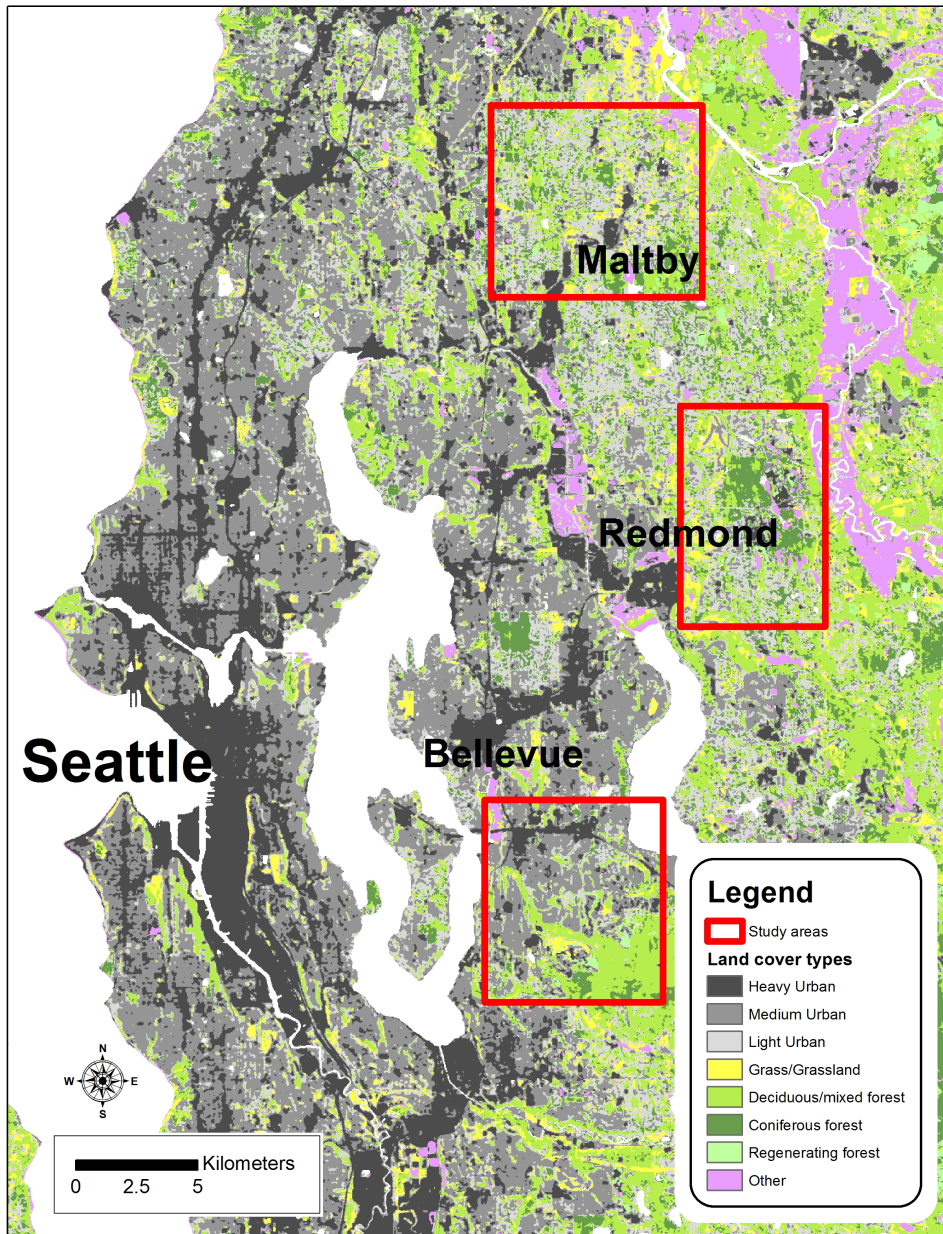 Maltby
Redmond
Bellevue
Seattle
N
W E
S
Kilometers
0 2.5 5
Legend
Study areas
Land cover types
Heavy Urban
Medium Urban
Light Urban
Grass/Grassland
Deciduous/mixed forest
Coniferous forest
Regenerating forest
Other